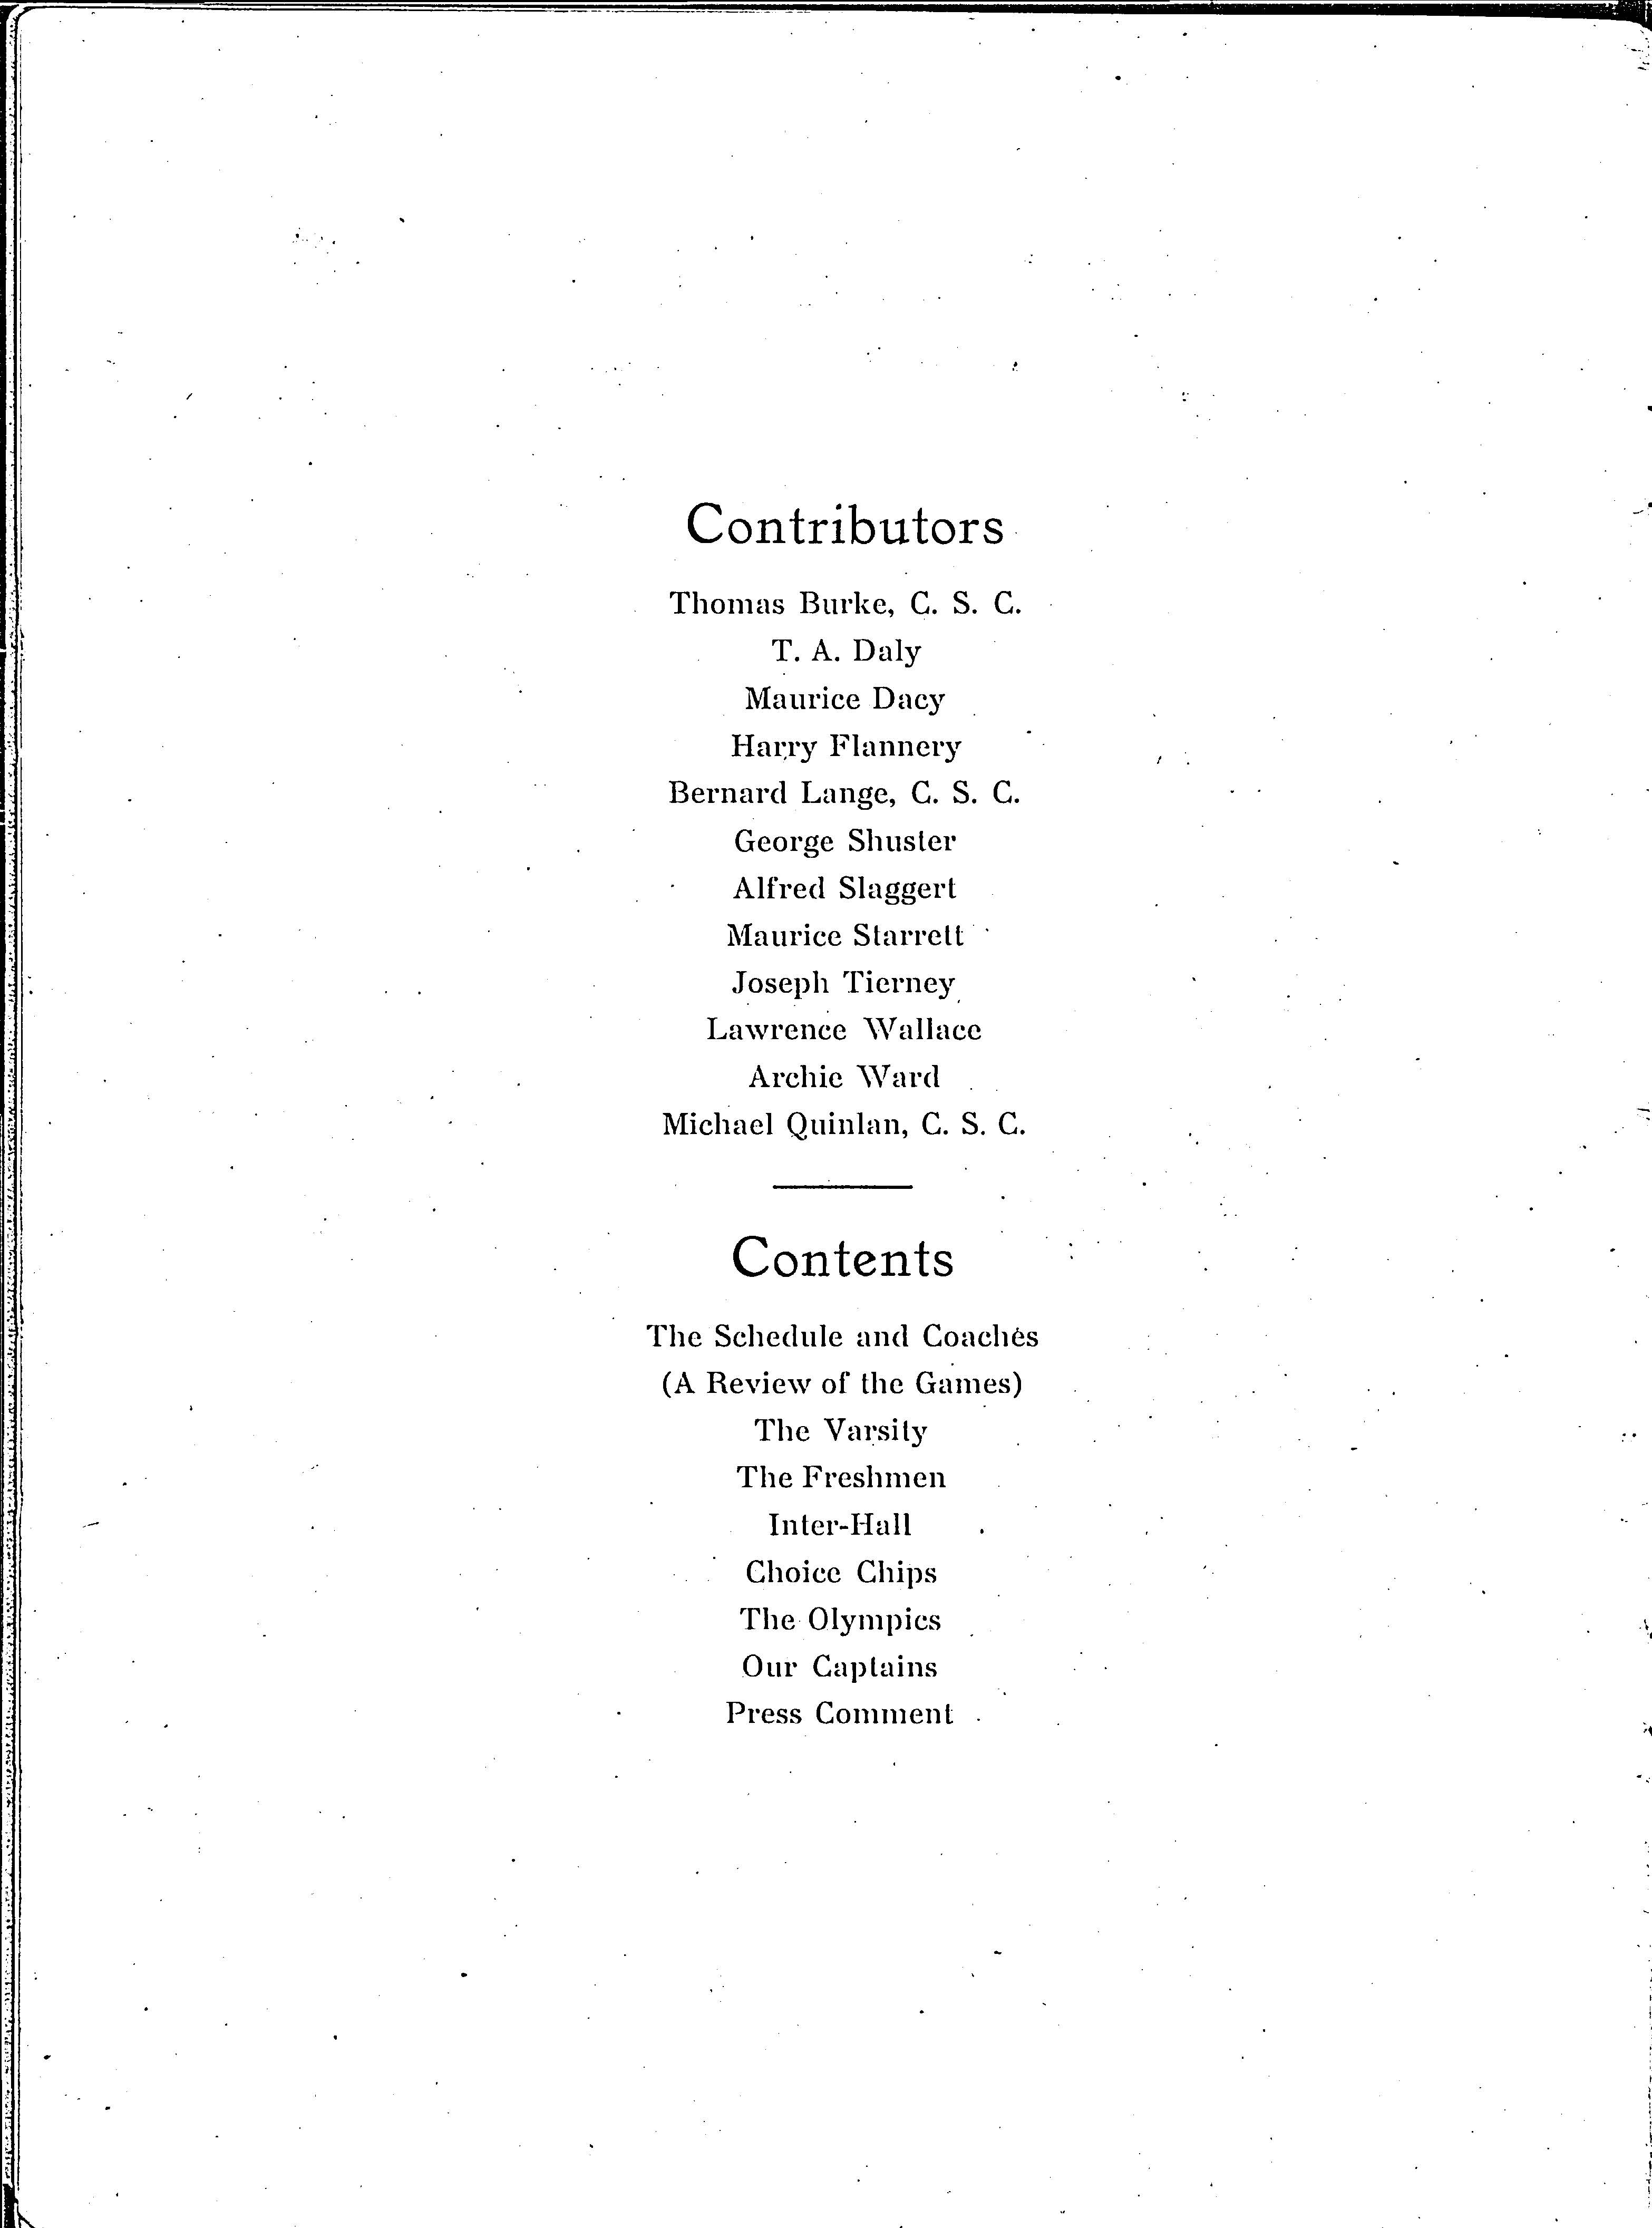 Contributors
Thomas Burke, C. S. C.
T. A. Daly
Maurice Dacy
Harry Flannery
Bernard Lange, C. S. C.
George Shuster
Alfred Slaggert
Maurice Starrett
Joseph Tierney
Lawrence Wallace
Archie Ward
Michael Quinlan, C. S. C.
Contents
The Schedule and Coaches
(A Review of the Games)
The Varsity
The Freshmen
Inter-Hall
Choice Chips
The Olympics
Our Captains
Press Comment